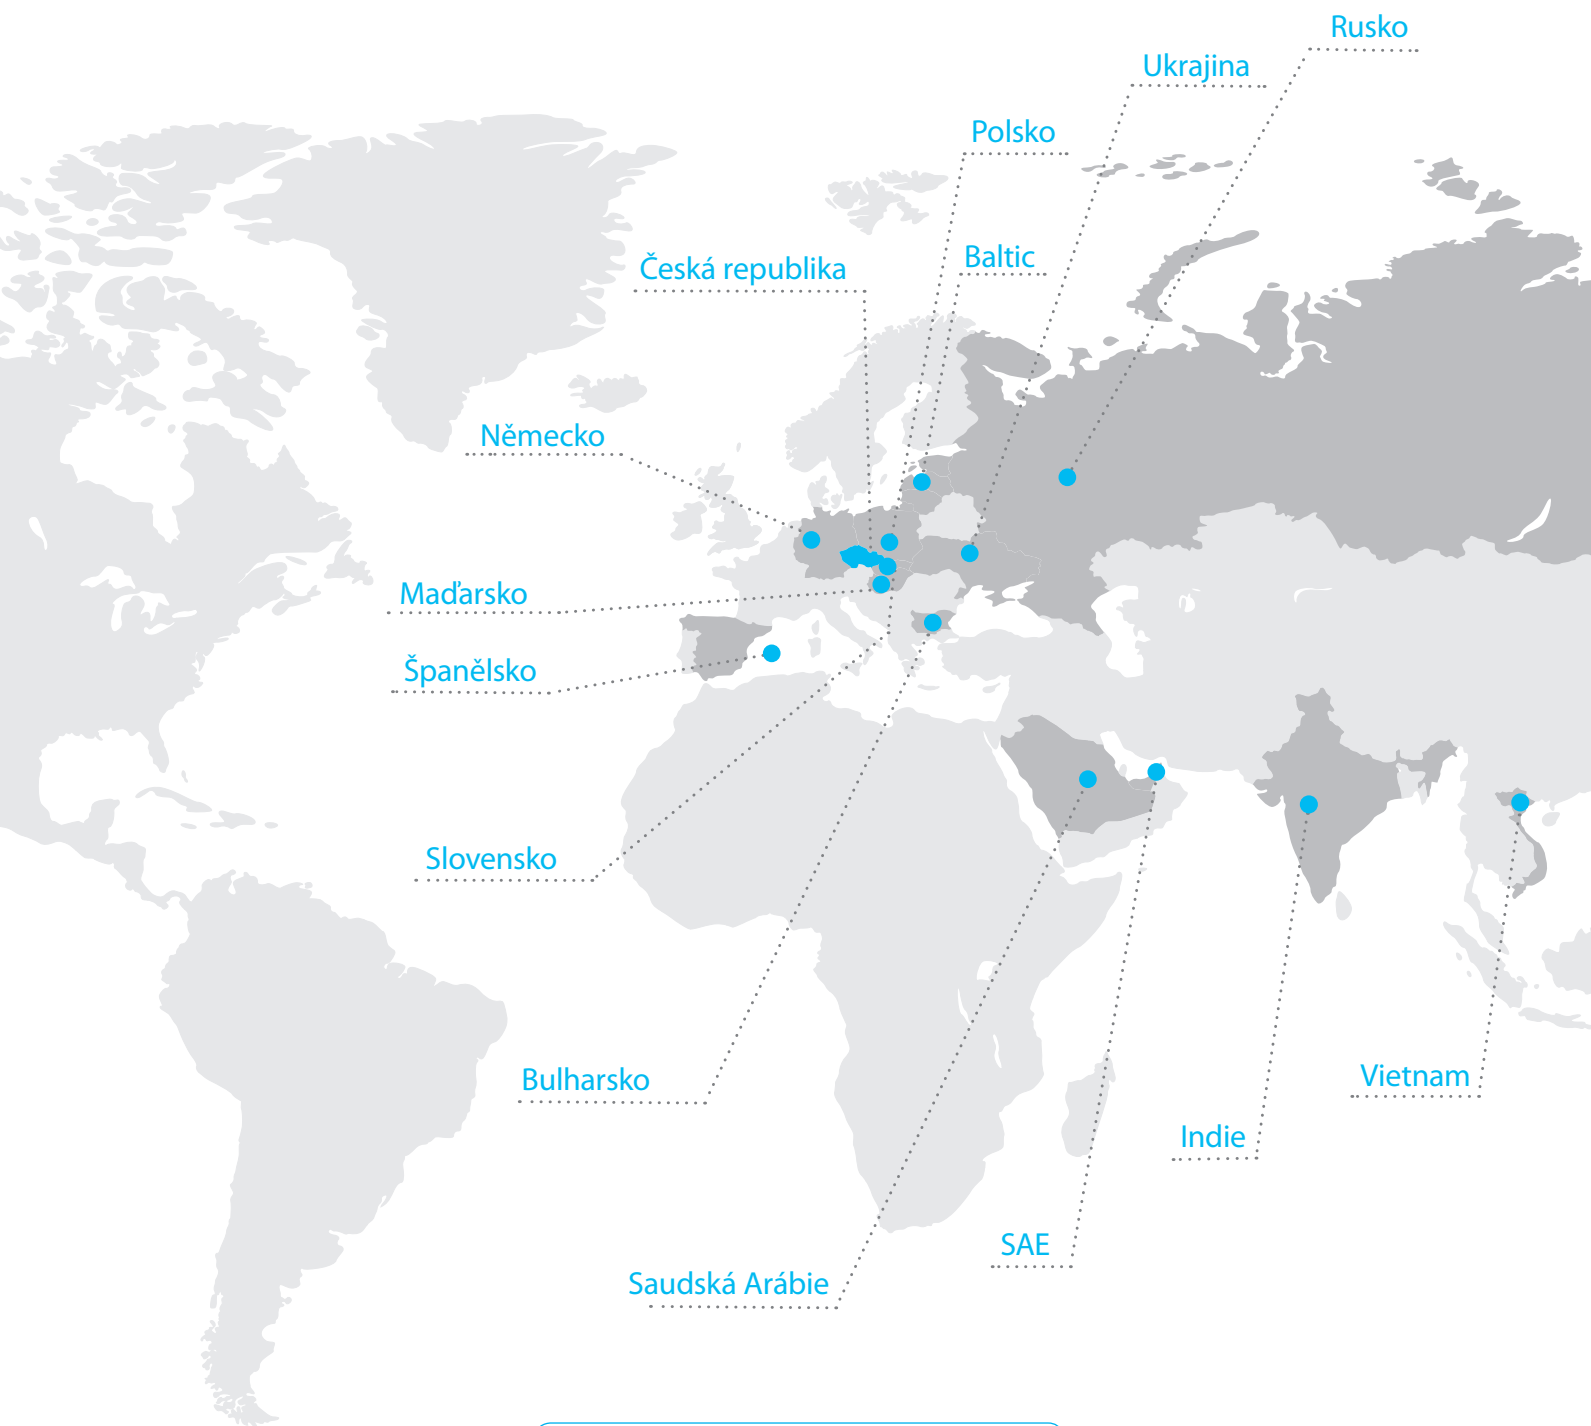 Rusko
Ukrajina
Polsko
Baltic
Česká republika
Německo
Maďarsko
Španělsko
Slovensko
Bulharsko
Vietnam
Indie
SAE
Saudská Arábie